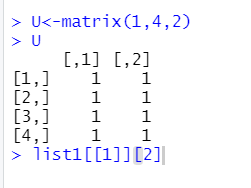 > U<-matrix(1,4,2)
> U
     [,1] [,2]
[1,]    1    1
[2,]    1    1
[3,]    1    1
[4,]    1    1
> list1[[1]][2]